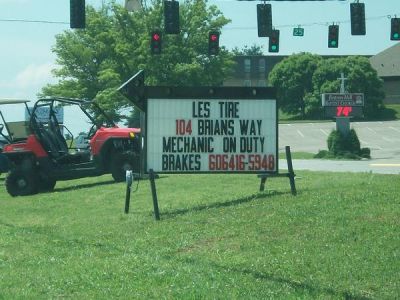 LES TIRE
104 BRIANS WAY
MECHANIC ON DUTY
BRAKES 606416-5948
74°